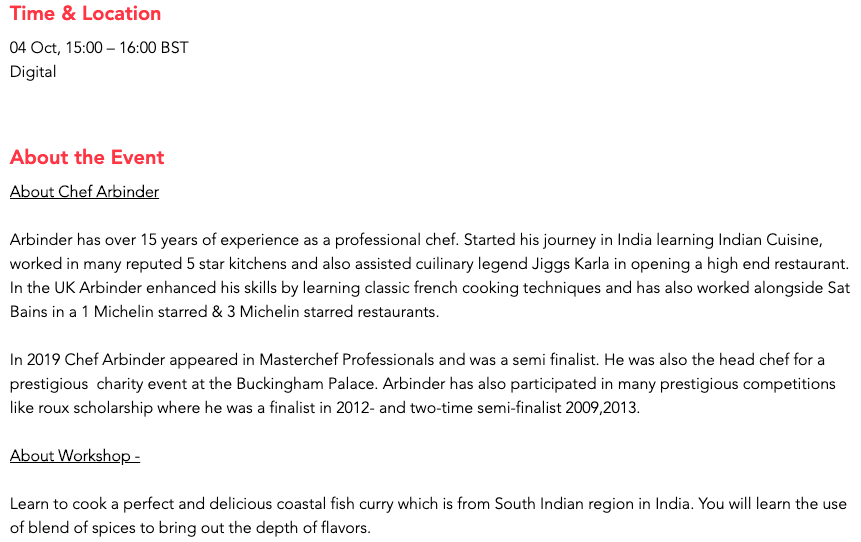 Time & Location
04 Oct, 15:00 – 16:00 BST
Digital
About the Event
About Chef Arbinder
Arbinder has over 15 years of experience as a professional chef. Started his journey in India learning Indian Cuisine,
worked in many reputed 5 star kitchens and also assisted cuilinary legend Jiggs Karla in opening a high end restaurant.
In the UK Arbinder enhanced his skills by learning classic french cooking techniques and has also worked alongside Sat
Bains in a 1 Michelin starred & 3 Michelin starred restaurants.
In 2019 Chef Arbinder appeared in Masterchef Professionals and was a semi finalist. He was also the head chef for a
prestigious  charity event at the Buckingham Palace. Arbinder has also participated in many prestigious competitions
like roux scholarship where he was a finalist in 2012- and two-time semi-finalist 2009,2013.
About Workshop -
Learn to cook a perfect and delicious coastal fish curry which is from South Indian region in India. You will learn the use
of blend of spices to bring out the depth of flavors.